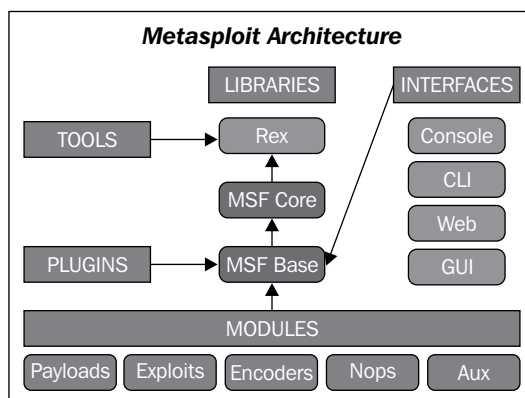 Metasploit Architecture
LIBRARIES
INTERFACES
TOOLS
Rex
Console
MSF Core
CLI
Web
PLUGINS
MSF Base
GUI
MODULES
Payloads
Exploits
Encoders
Nops
Aux